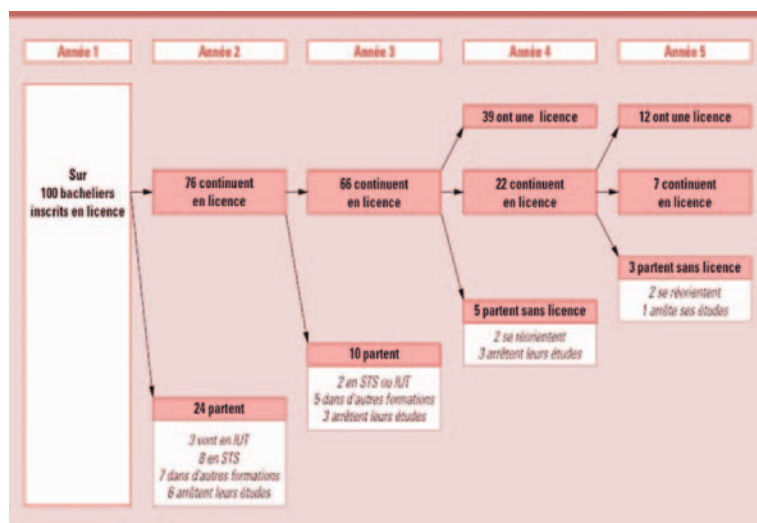 Année 1
Année 2
Année 3
Année 4
Année 5
Sur
100 bacheliers
inscrits en licence
76 continuent
en licence
24 partent
3 vont en IUT
8 en STS
7 dans d'autres formations
6 arrêtent leurs études
66 continuent
en licence
10 partent
2 en STS ou IUT
5 dans d'autres formations
3 arrêtent leurs études
39 ont une licence
22 continuent
en licence
5 partent sans licence
2 se réorientent
3 arrêtent leurs études
12 ont une licence
7 continuent
en licence
3 partent sans licence
2 se réorientent
1 arrête ses études